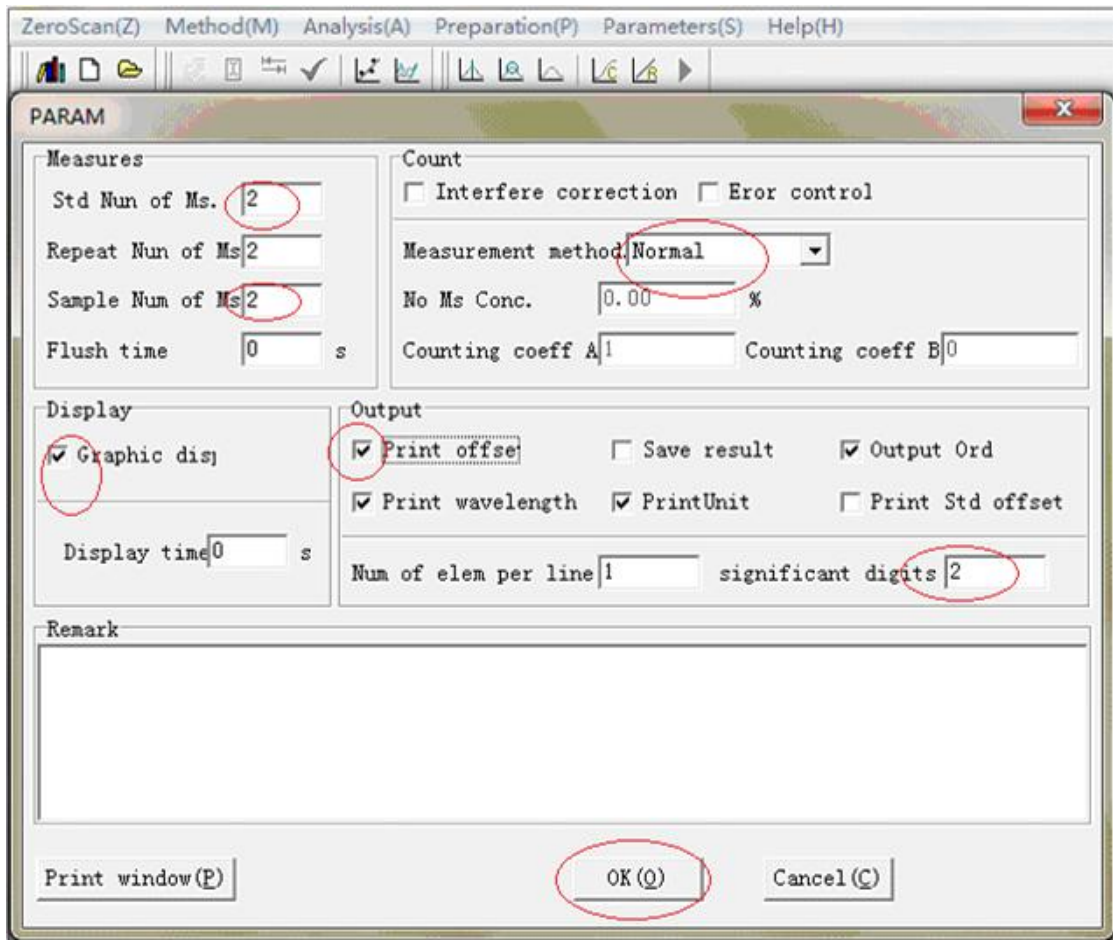 ZeroScan(Z) Method(M) Analysis(A) Preparation(P) Parameters(S) Help(H)
PARAM
Measures
Std Nun of Ms. 2
Repeat Nun of Ms 2
Sample Num of Ms 2
Flush time 0 s
Count
Interfere correction Eror control
Measurement method Normal
No Ms Conc. 0.00 %
Counting coeff A 1 Counting coeff B 0
Display
Graphic disj
Display time 0 s
Output
Print offset Save result Output Ord
Print wavelength PrintUnit Print Std offset
Num of elem per line 1 significant digits 2
Remark
Print window(P) OK(O) Cancel(C)